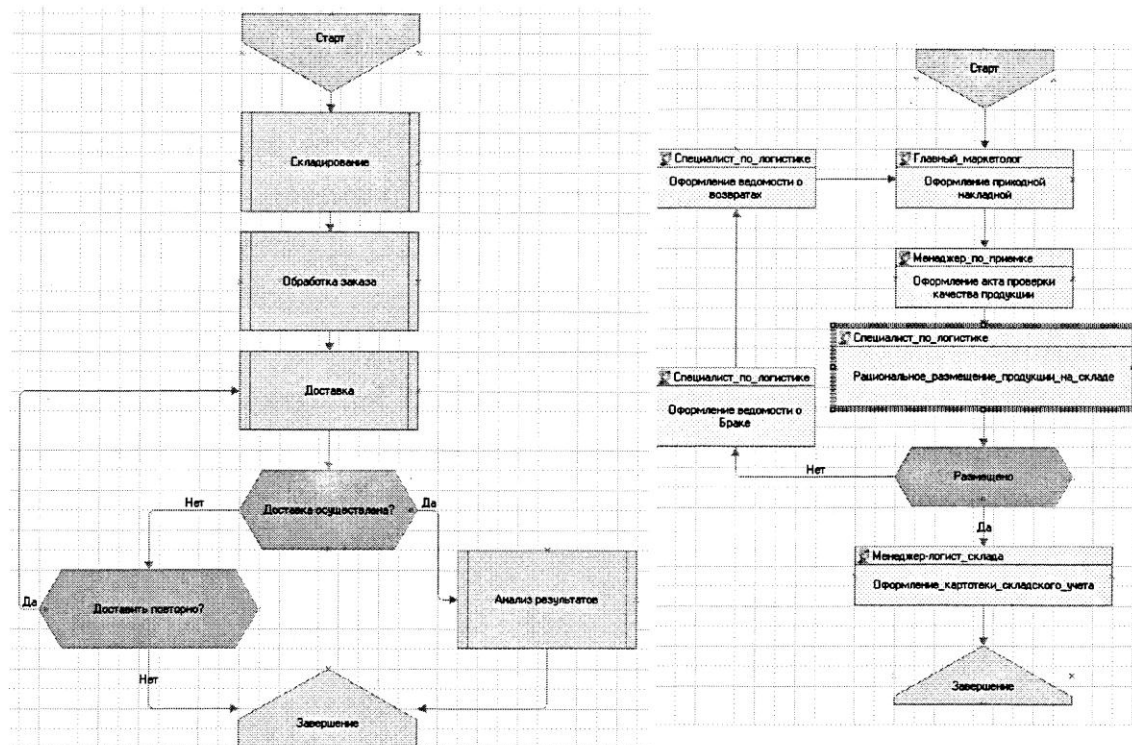 Старт
Складирование
Обработка заказа
Доставка
Доставка осуществлена?
Нет
Да
Доставить повторно?
Да
Нет
Анализ результатов
Завершение
Старт
Специалист_по_логистике
Оформление ведомости о
возвратах
Главный_маркетолог
Оформление приходной
накладной
Менеджер_по_приемке
Оформление акта проверки
качества продукции
Специалист_по_логистике
Рациональное_размещение_продукции_на_складе
Специалист_по_логистике
Оформление ведомости о
Браке
Нет
Размещено
Да
Менеджер-логист_склада
Оформление_картотеки_складского_учета
Завершение